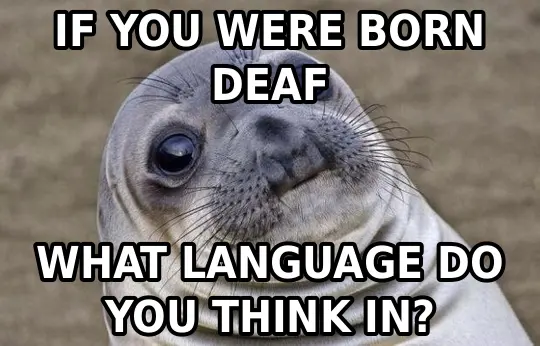 IF YOU WERE BORN
DEAF
WHAT LANGUAGE DO
YOU THINK IN?